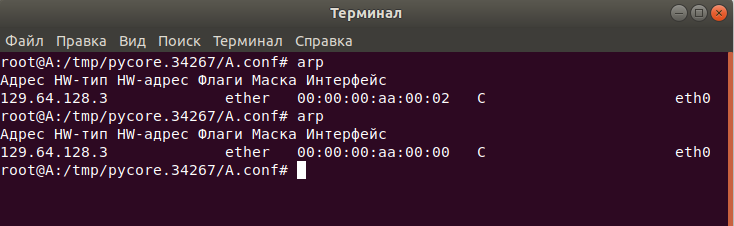 Терминал
Файл Правка Вид Поиск Терминал Справка
root@A:/tmp/pycore.34267/A.conf# arp
Адрес HW-тип HW-адрес Флаги Маска Интерфейс
129.64.128.3 ether 00:00:00:aa:00:02 C eth0
root@A:/tmp/pycore.34267/A.conf# arp
Адрес HW-тип HW-адрес Флаги Маска Интерфейс
129.64.128.3 ether 00:00:00:aa:00:00 C eth0
root@A:/tmp/pycore.34267/A.conf#